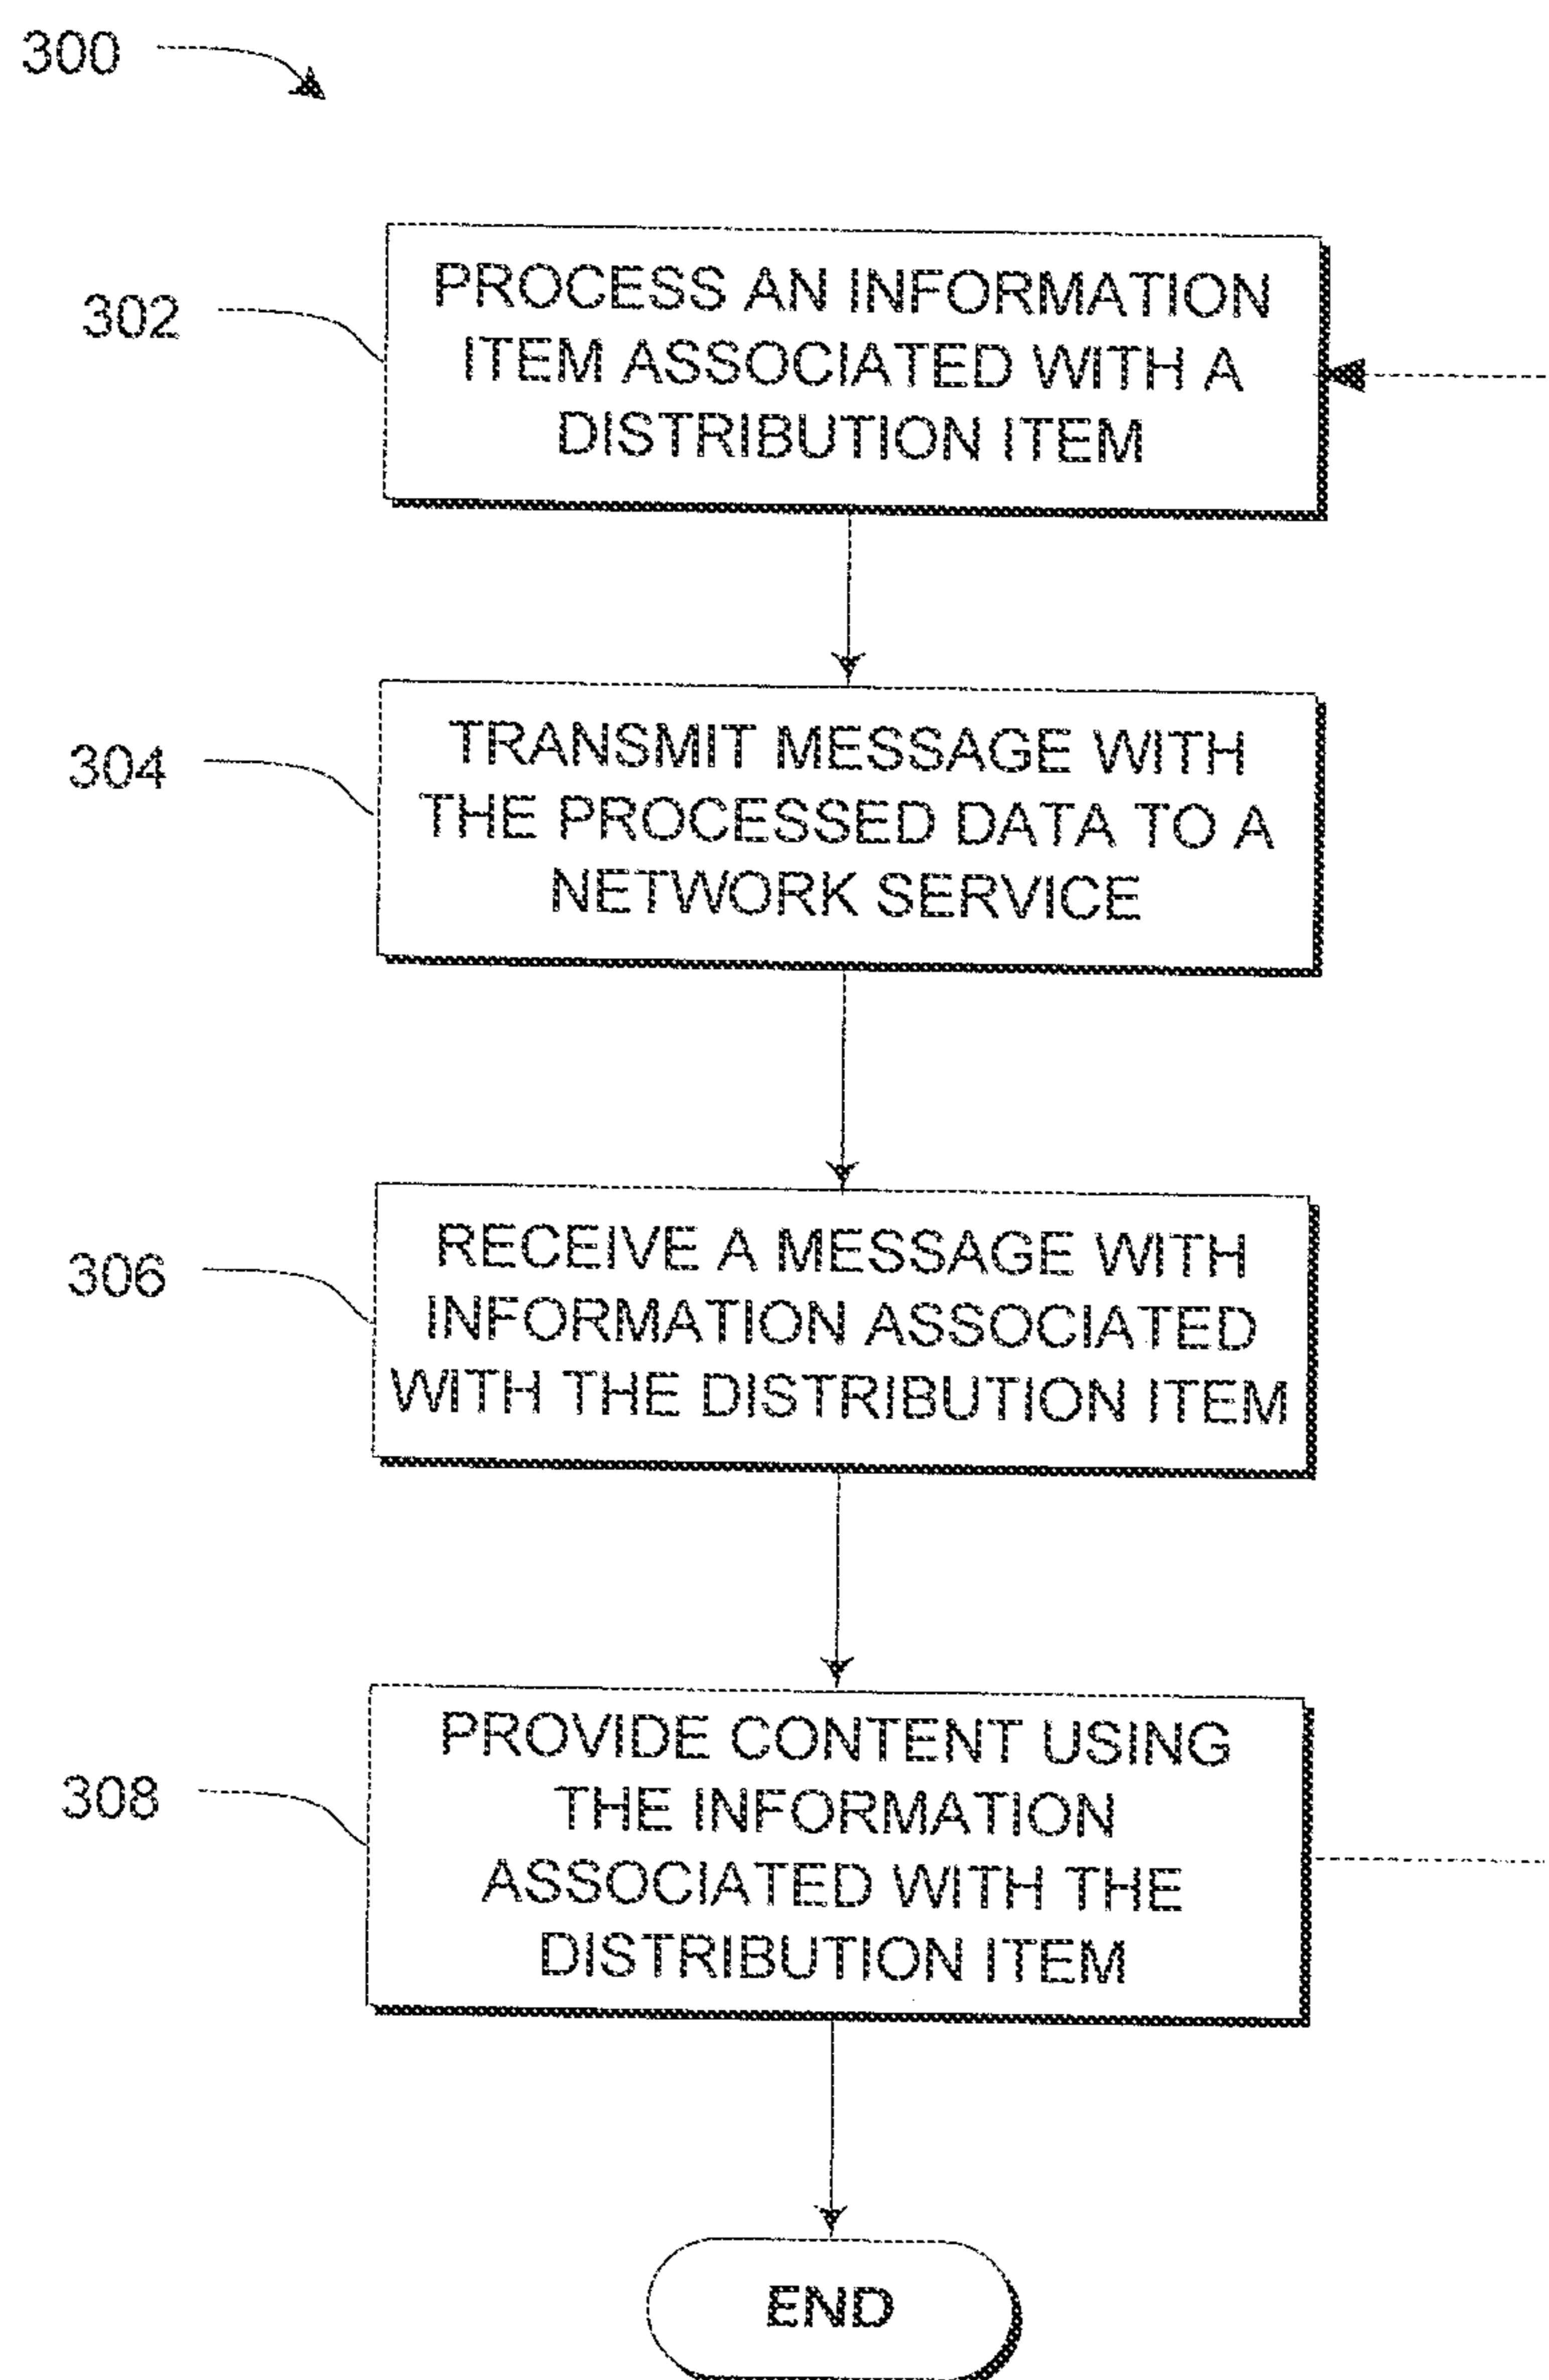 300
302
PROCESS AN INFORMATION
ITEM ASSOCIATED WITH A
DISTRIBUTION ITEM
304
TRANSMIT MESSAGE WITH
THE PROCESSED DATA TO A
NETWORK SERVICE
306
RECEIVE A MESSAGE WITH
INFORMATION ASSOCIATED
WITH THE DISTRIBUTION ITEM
308
PROVIDE CONTENT USING
THE INFORMATION
ASSOCIATED WITH THE
DISTRIBUTION ITEM
END